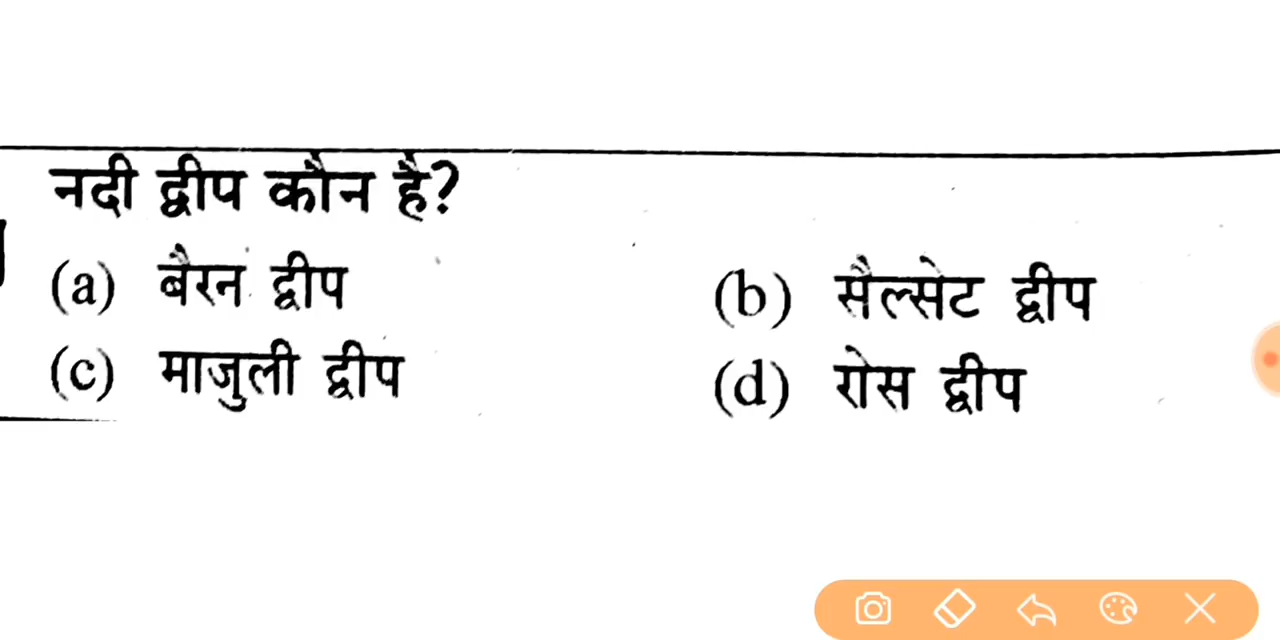 नदी द्वीप कौन है?
(a) बैरन द्वीप (b) सैल्सेट द्वीप
(c) माजुली द्वीप (d) रोस द्वीप